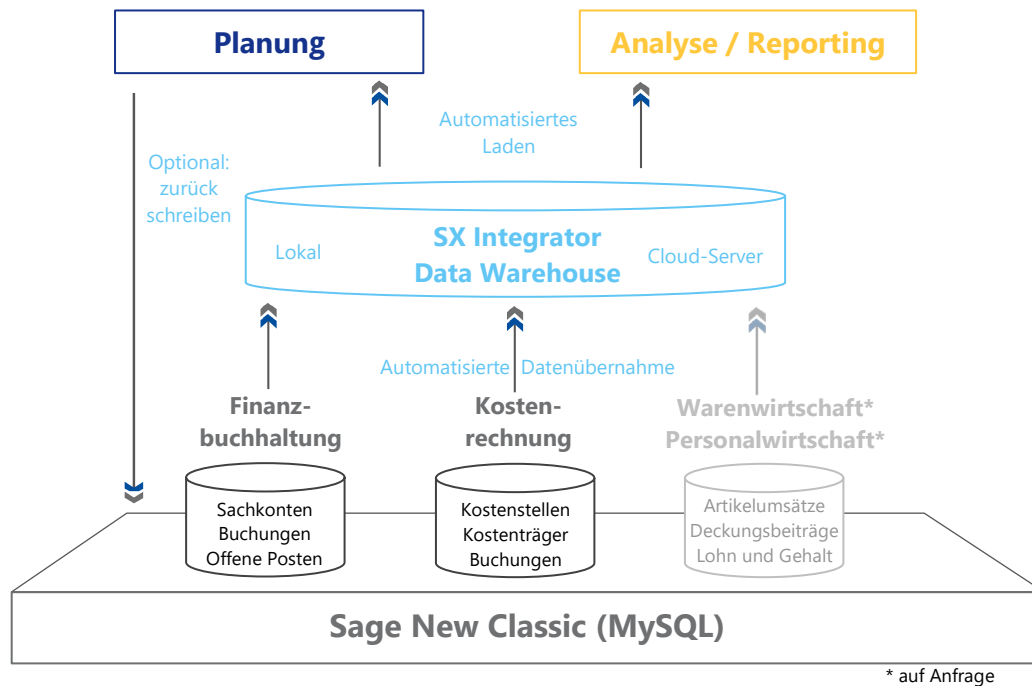 Planung
Analyse / Reporting
Automatisiertes
Laden
Optional:
zurück
schreiben
SX Integrator
Data Warehouse
Lokal
Cloud-Server
Automatisierte Datenübernahme
Finanz-
buchhaltung
Kosten-
rechnung
Warenwirtschaft*
Personalwirtschaft*
Sachkonten
Buchungen
Offene Posten
Kostenstellen
Kostenträger
Buchungen
Artikelumsätze
Deckungsbeiträge
Lohn und Gehalt
Sage New Classic (MySQL)
* auf Anfrage